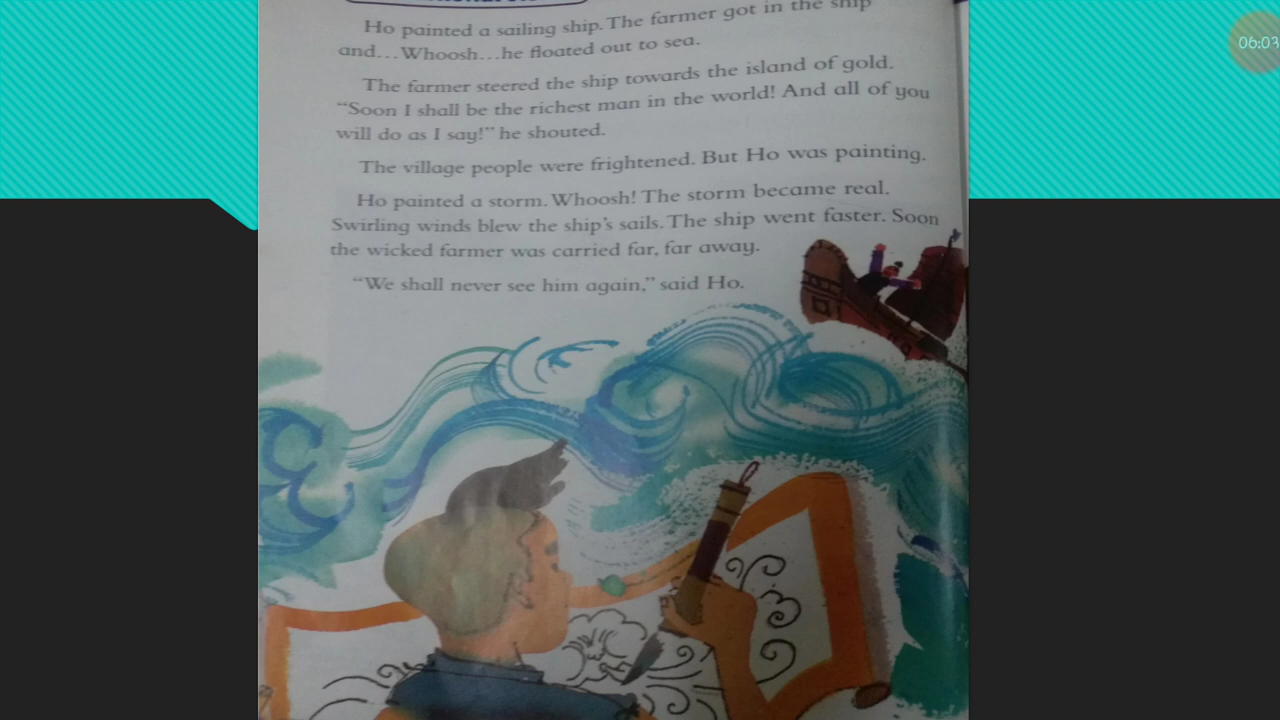 Ho painted a sailing ship. The farmer got in the ship
and...Whoosh...he floated out to sea.
The farmer steered the ship towards the island of gold.
“Soon I shall be the richest man in the world! And all of you
will do as I say!” he shouted.
The village people were frightened. But Ho was painting.
Ho painted a storm. Whoosh! The storm became real.
Swirling winds blew the ship’s sails. The ship went faster. Soon
the wicked farmer was carried far, far away.
“We shall never see him again,” said Ho.
06:03